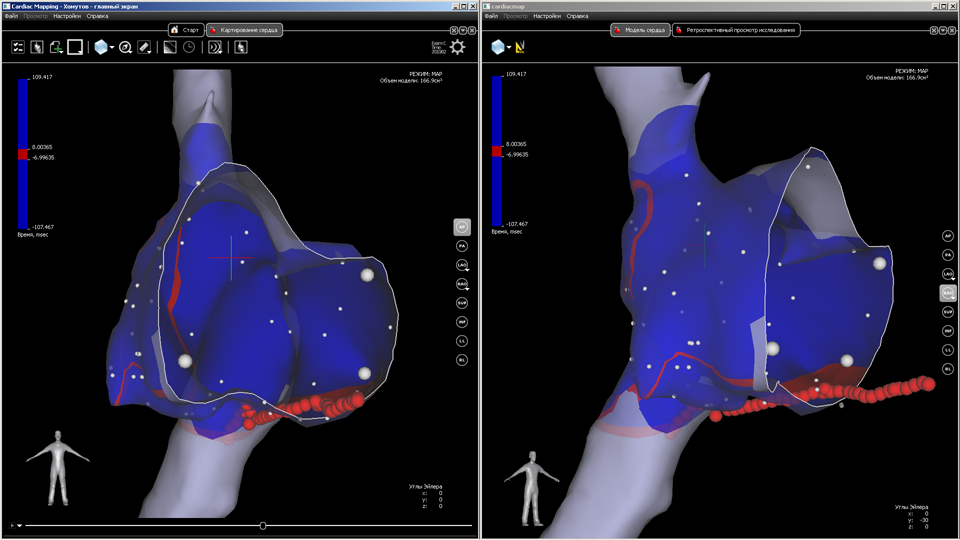 Cardiac Mapping - Хомутов - главный экран
Файл Просмотр Настройки Справка
Старт
Картирование сердца
109.417
8.00365
-6.99635
-107.467
Время, msec
РЕЖИМ: MAP
Объем модели: 166.9см³
AP
PA
LAO
RAO
SUP
INF
LL
RL
Углы Эйлера
x: 0
y: 0
z: 0
cardiacmap
Файл Просмотр Настройки Справка
Модель сердца
Ретроспективный просмотр исследования
109.417
8.00365
-6.99635
-107.467
Время, msec
РЕЖИМ: MAP
Объем модели: 166.9см³
AP
PA
LAO
RAO
SUP
INF
LL
RL
Углы Эйлера
x: 0
y: -30
z: 0